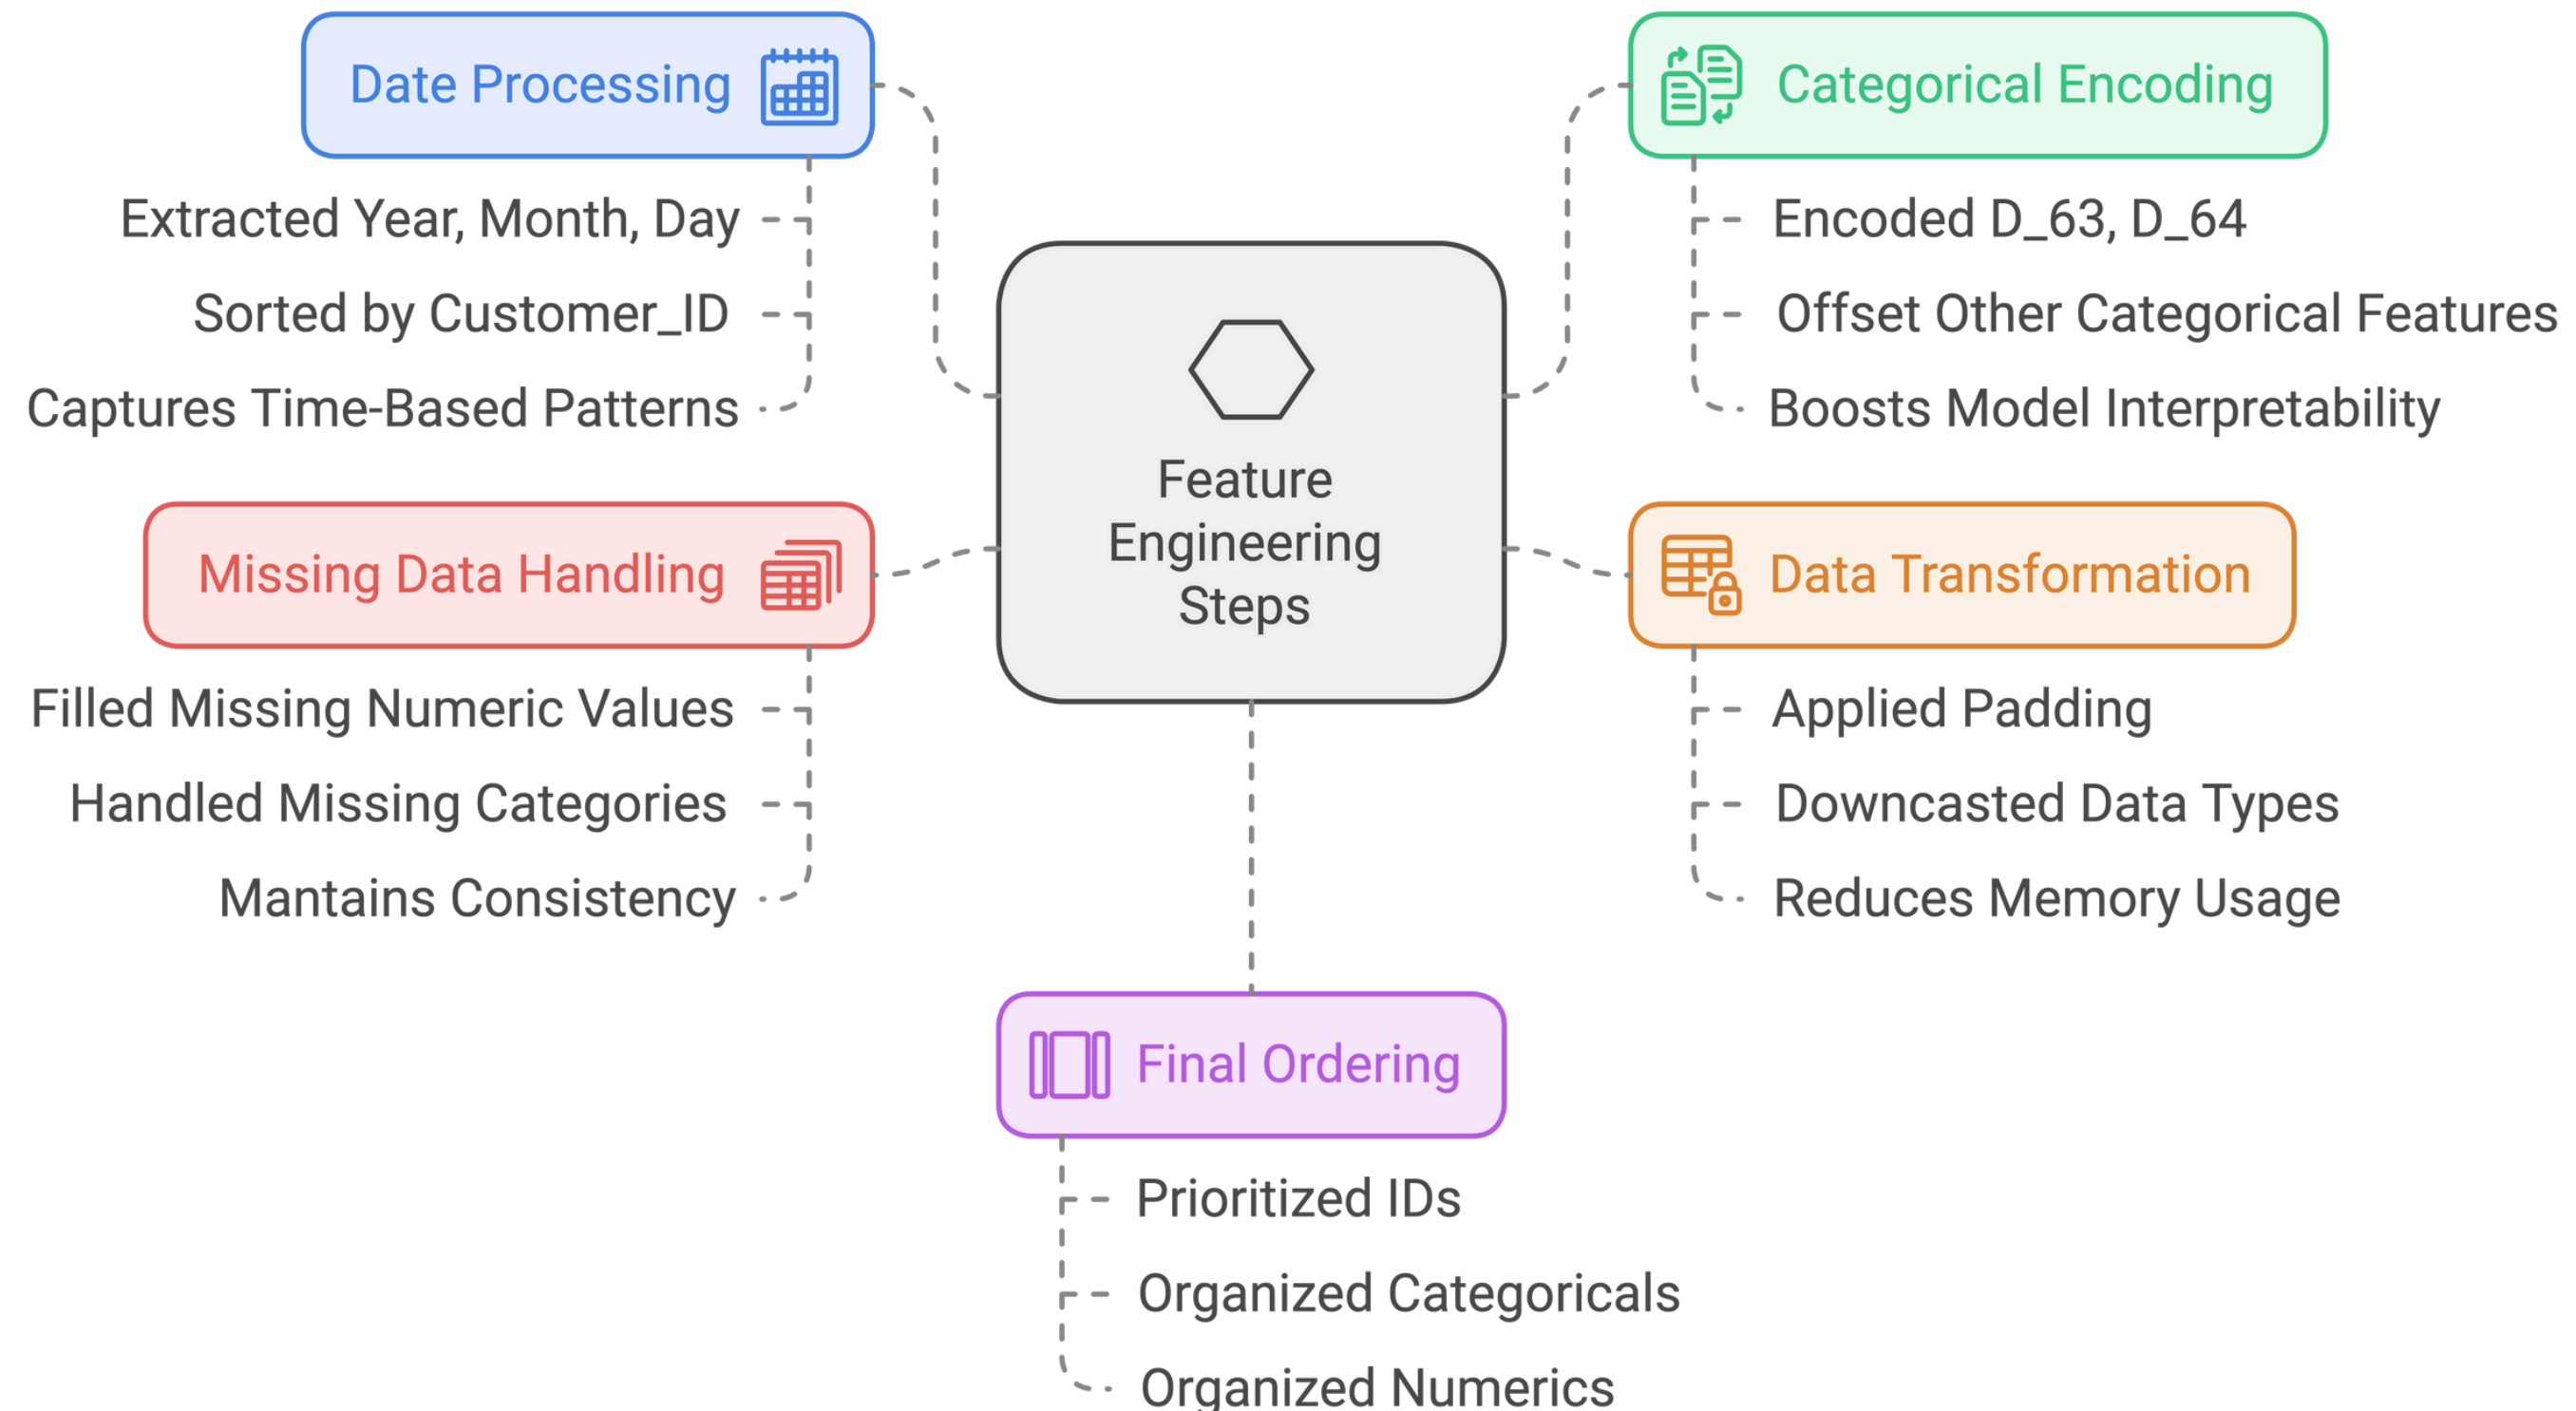 Date Processing
Extracted Year, Month, Day
Sorted by Customer_ID
Captures Time-Based Patterns
Missing Data Handling
Filled Missing Numeric Values
Handled Missing Categories
Mantains Consistency
Feature
Engineering
Steps
Categorical Encoding
Encoded D_63, D_64
Offset Other Categorical Features
Boosts Model Interpretability
Data Transformation
Applied Padding
Downcasted Data Types
Reduces Memory Usage
Final Ordering
Prioritized IDs
Organized Categoricals
Organized Numerics